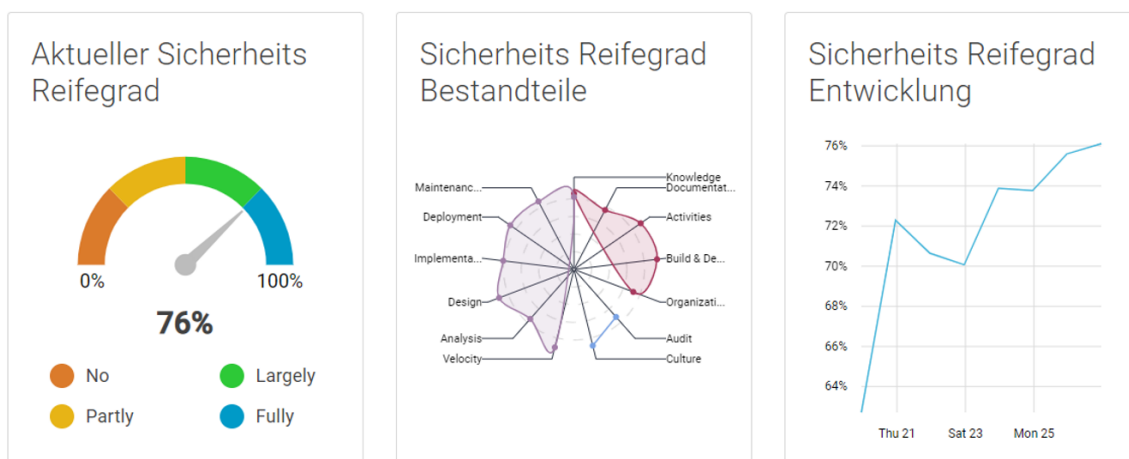 Aktueller Sicherheits
Reifegrad
0%
100%
76%
No
Largely
Partly
Fully
Sicherheits Reifegrad
Bestandteile
Knowledge
Maintenanc...
Documentat...
Deployment
Activities
Implementa...
Build & De...
Design
Organizati...
Analysis
Audit
Velocity
Culture
Sicherheits Reifegrad
Entwicklung
76%
74%
72%
70%
68%
66%
64%
Thu 21
Sat 23
Mon 25